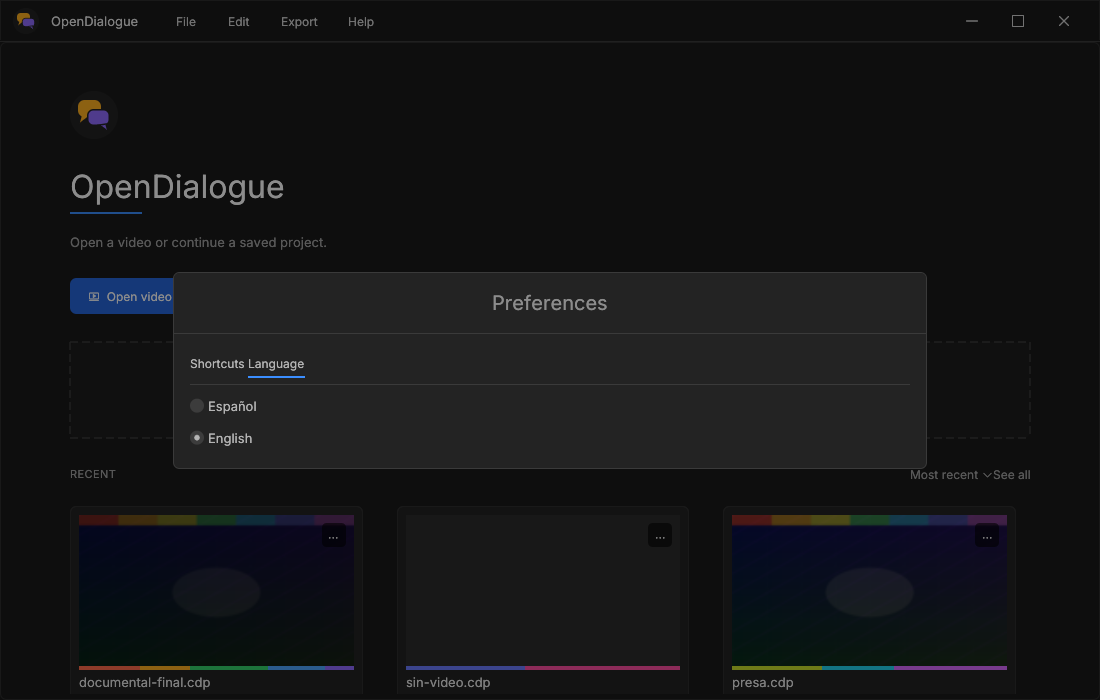 OpenDialogue File Edit Export Help
OpenDialogue
Open a video or continue a saved project.
Open video
Preferences
Shortcuts Language
Español
English
RECENT
Most recent See all
... ... ...
documental-final.cdp sin-video.cdp presa.cdp